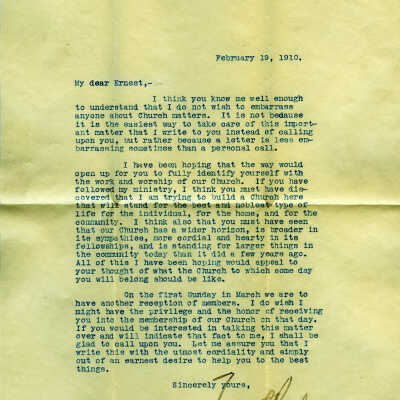 February 19, 1910.
My dear Ernest,-
I think you know me well enough
to understand that I do not wish to embarrass
anyone about Church matters. It is not because
it is the easiest way to take care of this import-
ant matter that I write to you instead of calling
upon you, but rather because a letter is less em-
barrassing sometimes than a personal call.
I have been hoping that the way would
open up for you to fully identify yourself with
the work and worship of our Church. If you have
followed my ministry, I think you must have dis-
covered that I am trying to build a Church here
that will stand for the best and noblest type of
life for the individual, for the home, and for the
community. I think also that you must have seen
that our Church has a wider horizon, is broader in
its sympathies, more cordial and hearty in its
fellowships, and is standing for larger things in
the community today than it did a few years ago.
All of this I have been hoping would appeal to
your thought of what the Church to which some day
you will belong should be like.
On the first Sunday in March we are to
have another reception of members. I do wish I
might have the privilege and the honor of receiving
you into the membership of our Church on that day.
If you would be interested in talking this matter
over and will indicate that fact to me, I shall be
glad to call upon you. Let me assure you that I
write this with the utmost cordiality and simply
out of an earnest desire to help you to the best
things.
Sincerely yours,